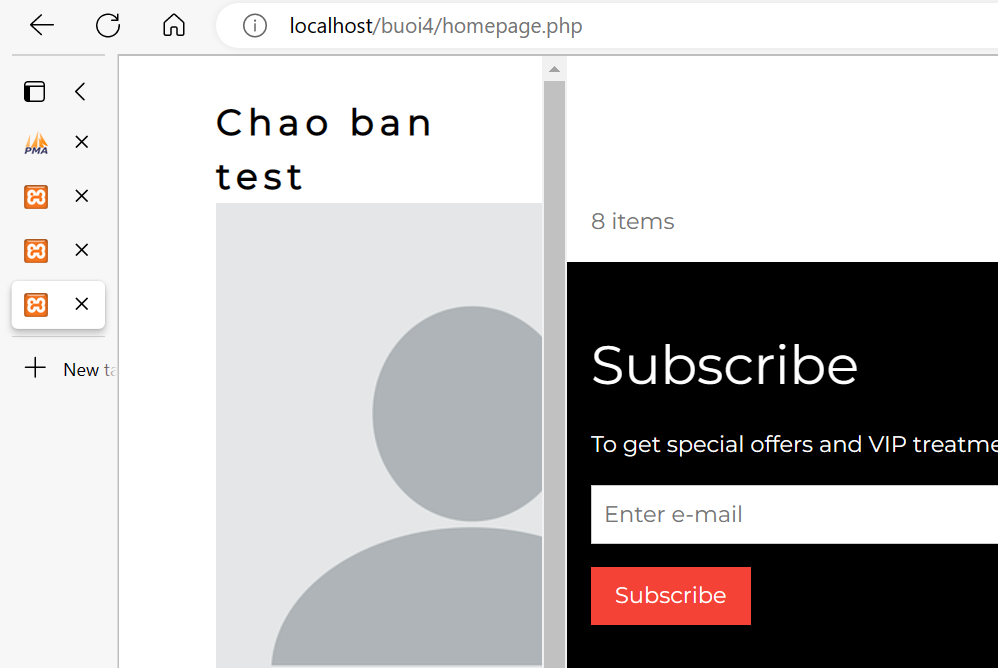 localhost/buoi4/homepage.php
PMA
New ta
Chao ban
test
8 items
Subscribe
To get special offers and VIP treatme
Enter e-mail
Subscribe